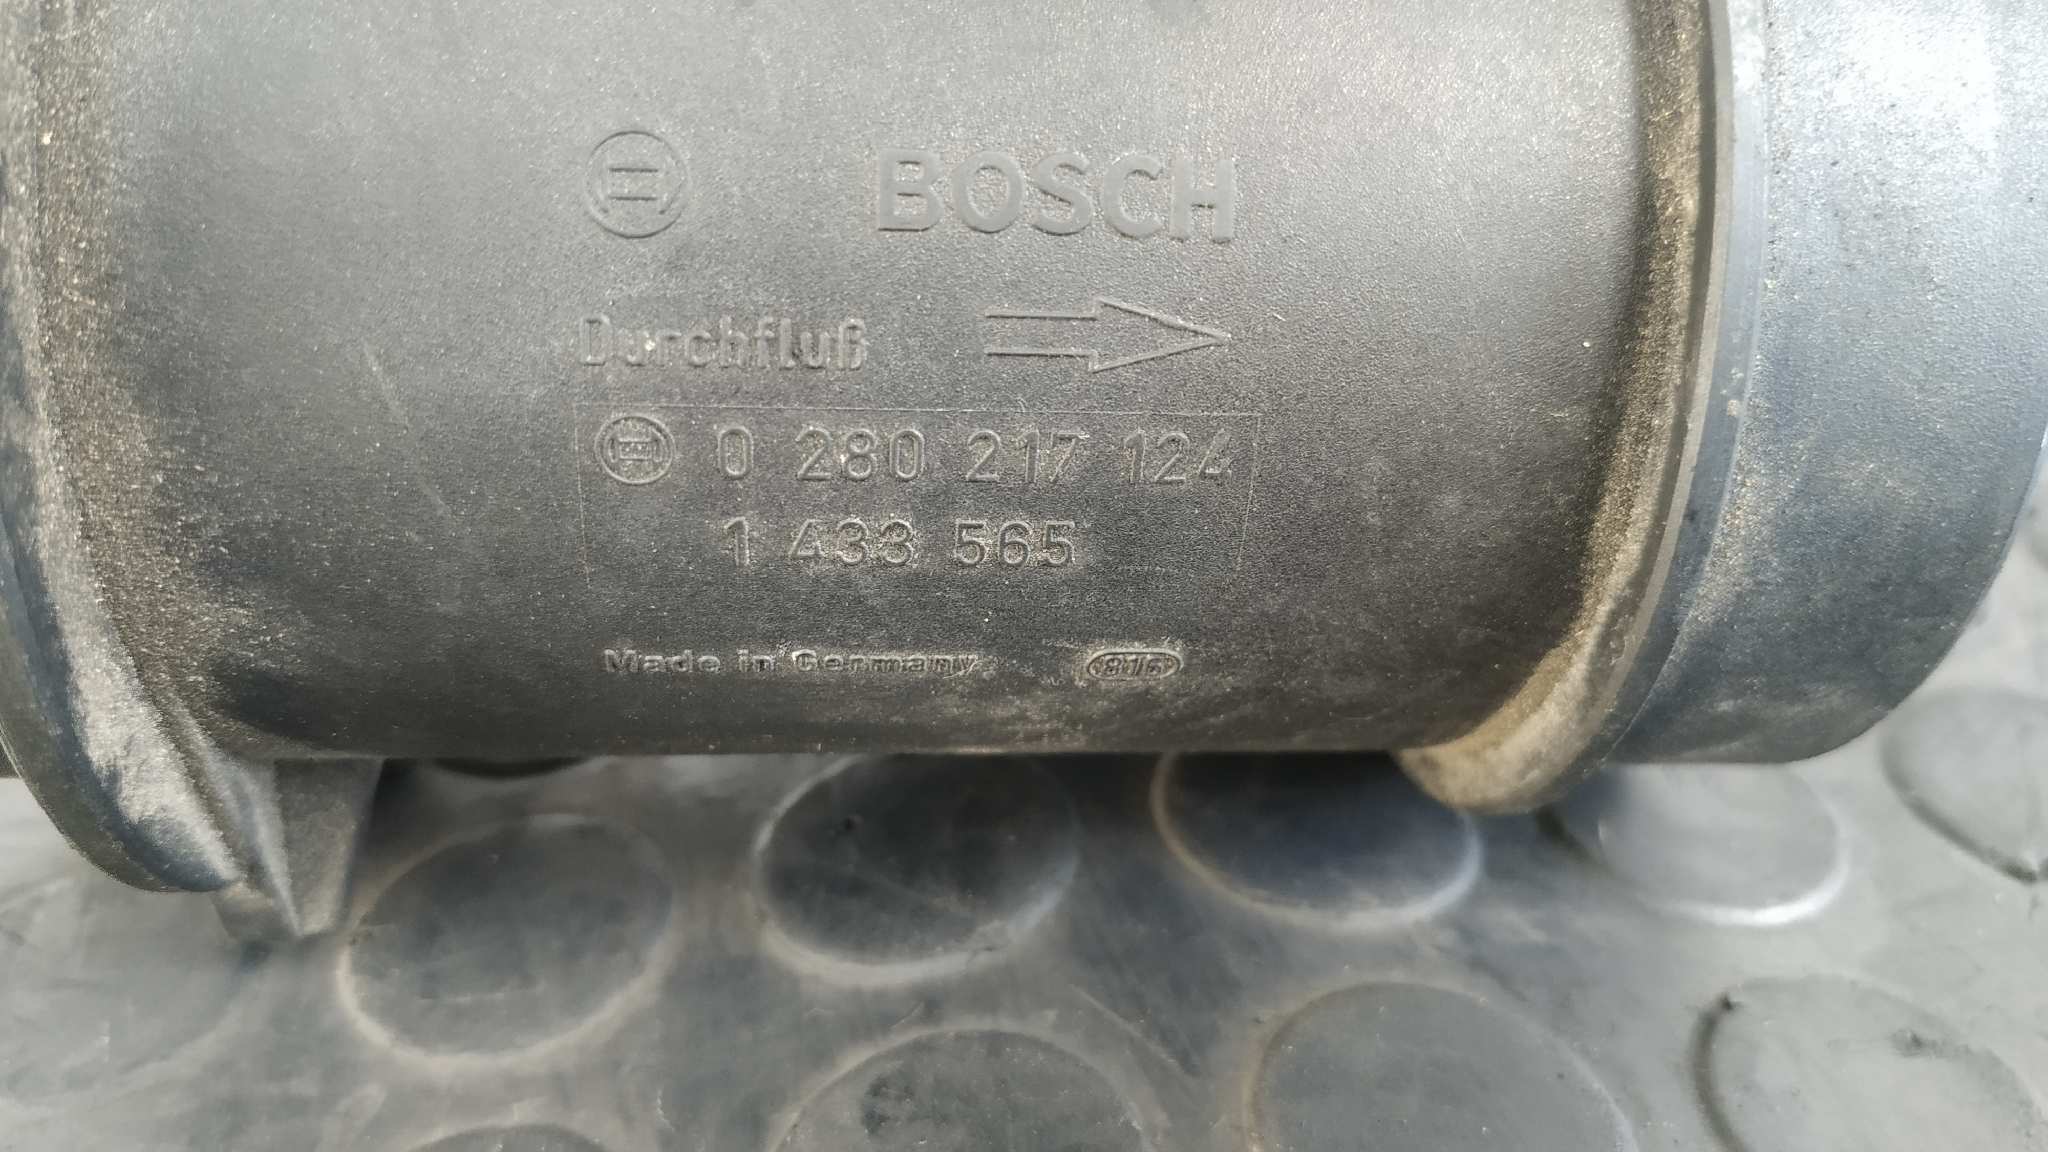 BOSCH
Durchfluß
0 280 217 124
1 433 565
Made in Germany